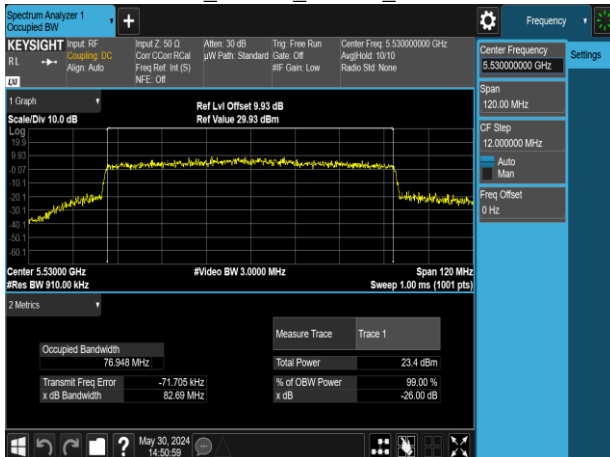 Spectrum Analyzer 1
Occupied BW
Frequency
KEYSIGHT
RL
LXI
Input: RF
Coupling: DC
Align: Auto
Input Z: 50 Ω
Corr CCorr RCal
Freq Ref: Int (S)
NFE: Off
Atten: 30 dB
µW Path: Standard
Trig: Free Run
Gate: Off
#IF Gain: Low
Center Freq: 5.530000000 GHz
Avg|Hold: 10/10
Radio Std: None
Center Frequency
5.530000000 GHz
Settings
Span
120.00 MHz
CF Step
12.000000 MHz
Auto
Man
Freq Offset
0 Hz
1 Graph
Scale/Div 10.0 dB
Ref Lvl Offset 9.93 dB
Ref Value 29.93 dBm
Log
19.9
9.93
-0.07
-10.1
-20.1
-30.1
-40.1
-50.1
-60.1
Center 5.53000 GHz
#Video BW 3.0000 MHz
Span 120 MHz
#Res BW 910.00 kHz
Sweep 1.00 ms (1001 pts)
2 Metrics
Measure Trace
Trace 1
Occupied Bandwidth
76.948 MHz
Total Power
23.4 dBm
Transmit Freq Error
-71.705 kHz
% of OBW Power
99.00 %
x dB Bandwidth
82.69 MHz
x dB
-26.00 dB
?
May 30, 2024
14:50:59